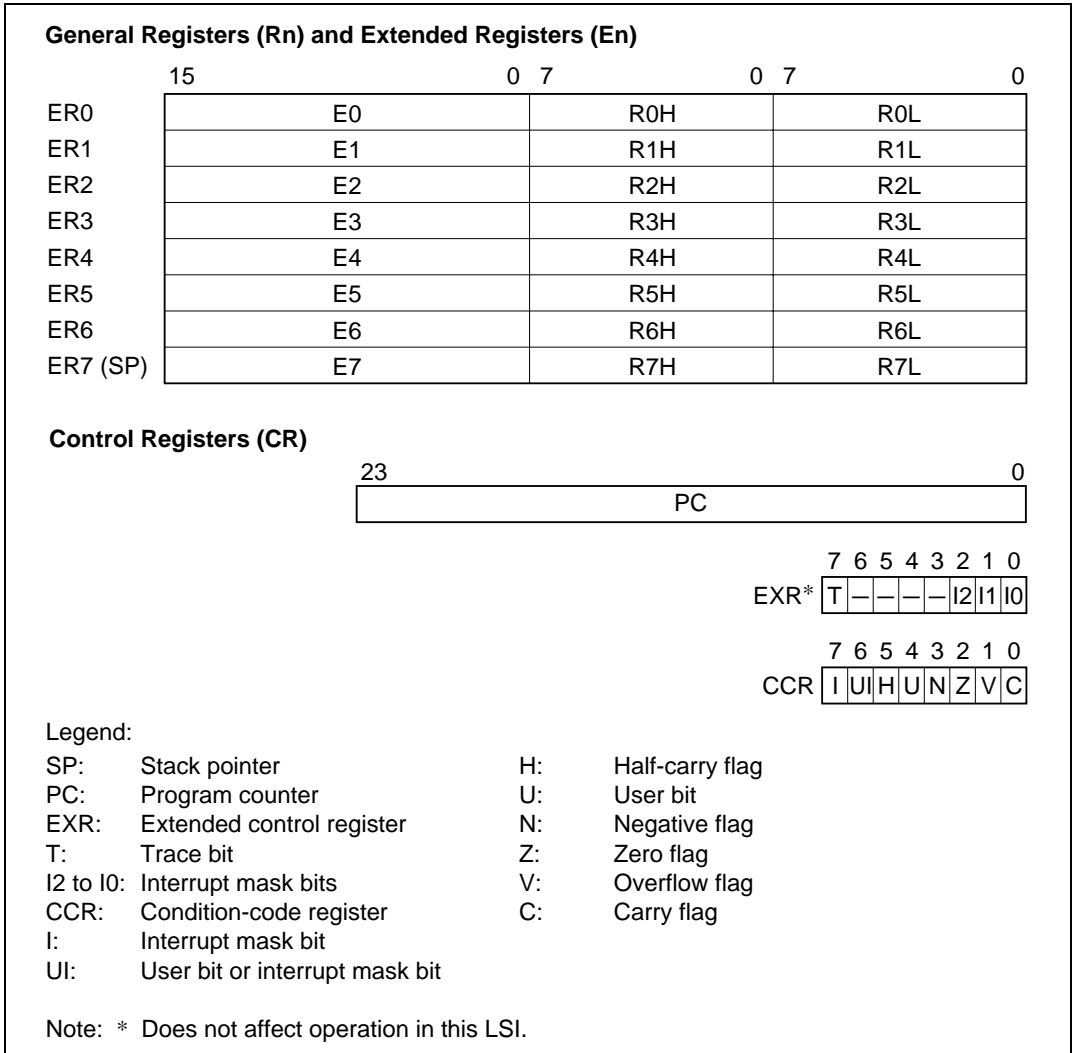 General Registers (Rn) and Extended Registers (En)
15 0 7 0 7 0
ER0 E0 R0H R0L
ER1 E1 R1H R1L
ER2 E2 R2H R2L
ER3 E3 R3H R3L
ER4 E4 R4H R4L
ER5 E5 R5H R5L
ER6 E6 R6H R6L
ER7 (SP) E7 R7H R7L
Control Registers (CR)
23 0
PC
7 6 5 4 3 2 1 0
EXR* T — — — — I2 I1 I0
7 6 5 4 3 2 1 0
CCR I UI H U N Z V C
Legend:
SP: Stack pointer H: Half-carry flag
PC: Program counter U: User bit
EXR: Extended control register N: Negative flag
T: Trace bit Z: Zero flag
I2 to I0: Interrupt mask bits V: Overflow flag
CCR: Condition-code register C: Carry flag
I: Interrupt mask bit
UI: User bit or interrupt mask bit
Note: * Does not affect operation in this LSI.